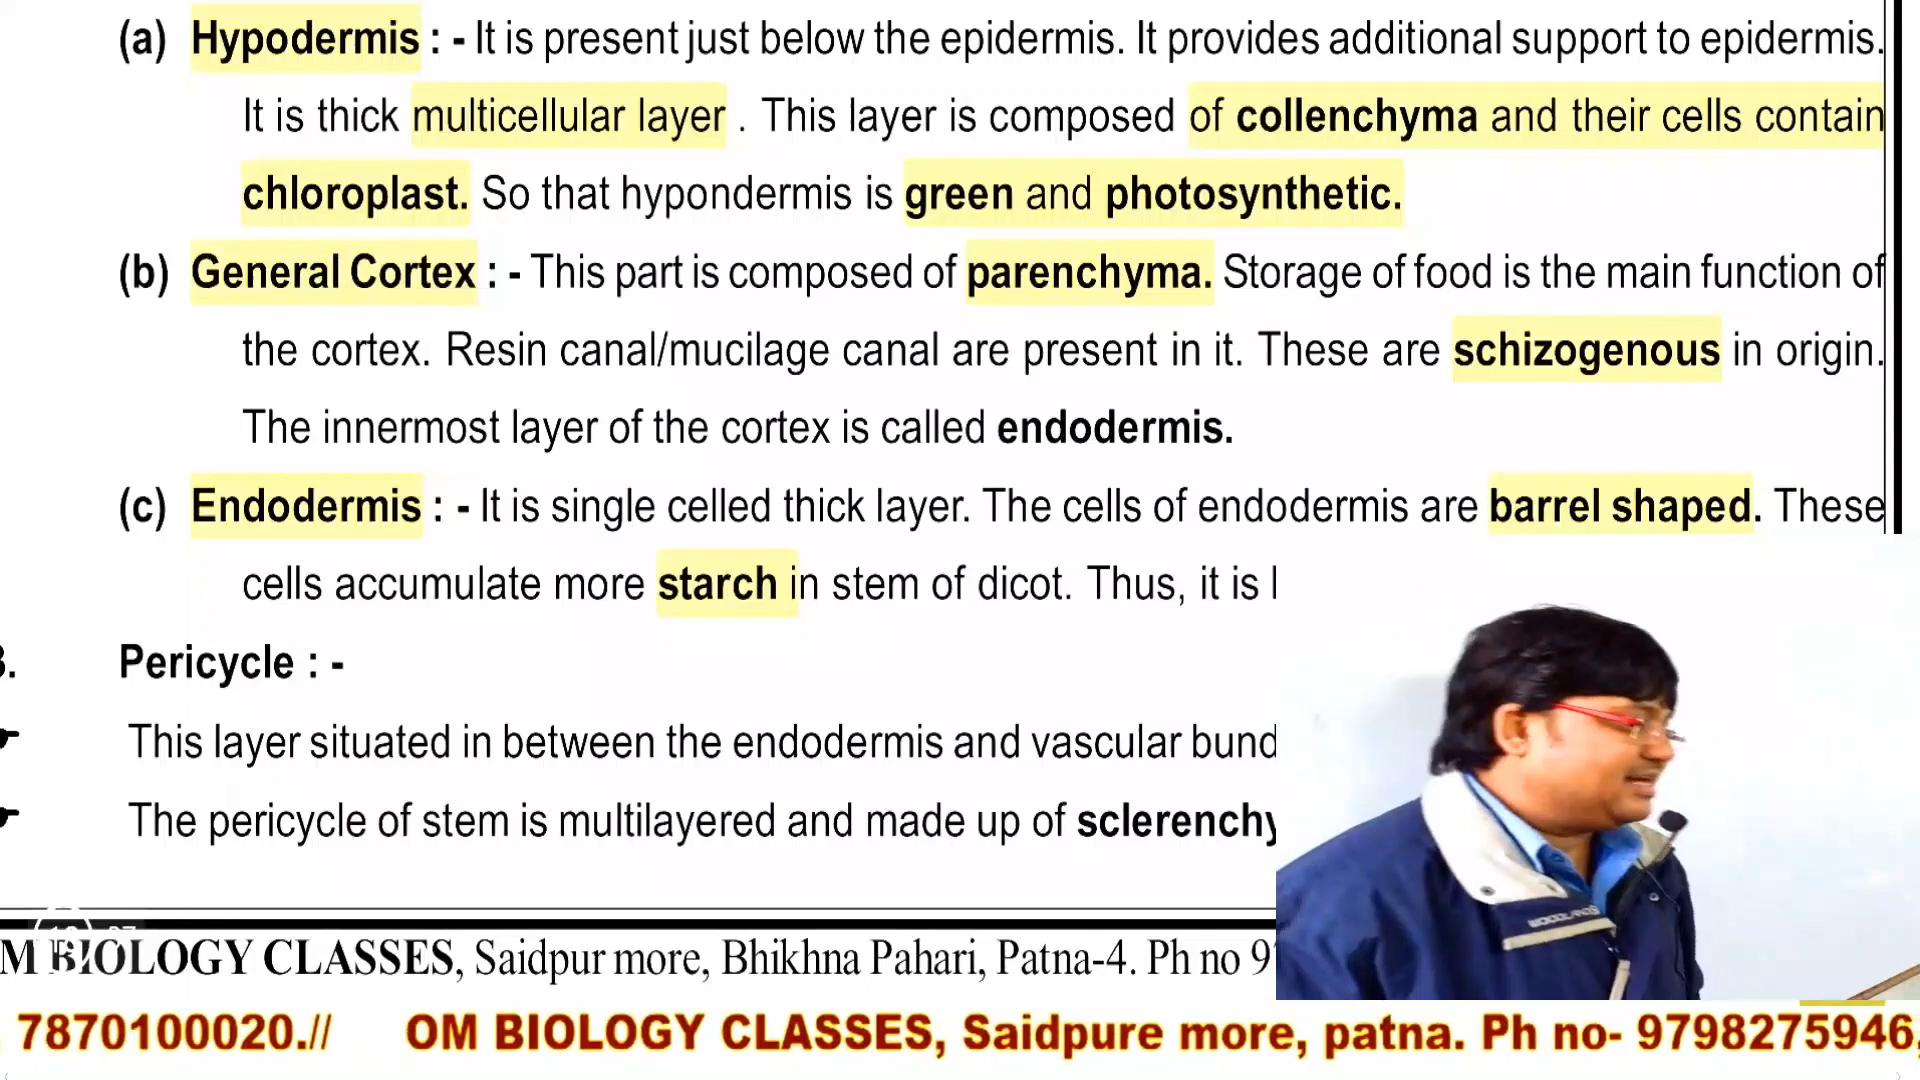 (a) Hypodermis : - It is present just below the epidermis. It provides additional support to epidermis.
It is thick multicellular layer . This layer is composed of collenchyma and their cells contain
chloroplast. So that hypondermis is green and photosynthetic.
(b) General Cortex : - This part is composed of parenchyma. Storage of food is the main function of
the cortex. Resin canal/mucilage canal are present in it. These are schizogenous in origin.
The innermost layer of the cortex is called endodermis.
(c) Endodermis : - It is single celled thick layer. The cells of endodermis are barrel shaped. These
cells accumulate more starch in stem of dicot. Thus, it is
Pericycle : -
This layer situated in between the endodermis and vascular bund
The pericycle of stem is multilayered and made up of sclerenchy
M BIOLOGY CLASSES, Saidpur more, Bhikhna Pahari, Patna-4. Ph no 9
7870100020.// OM BIOLOGY CLASSES, Saidpure more, patna. Ph no- 9798275946,